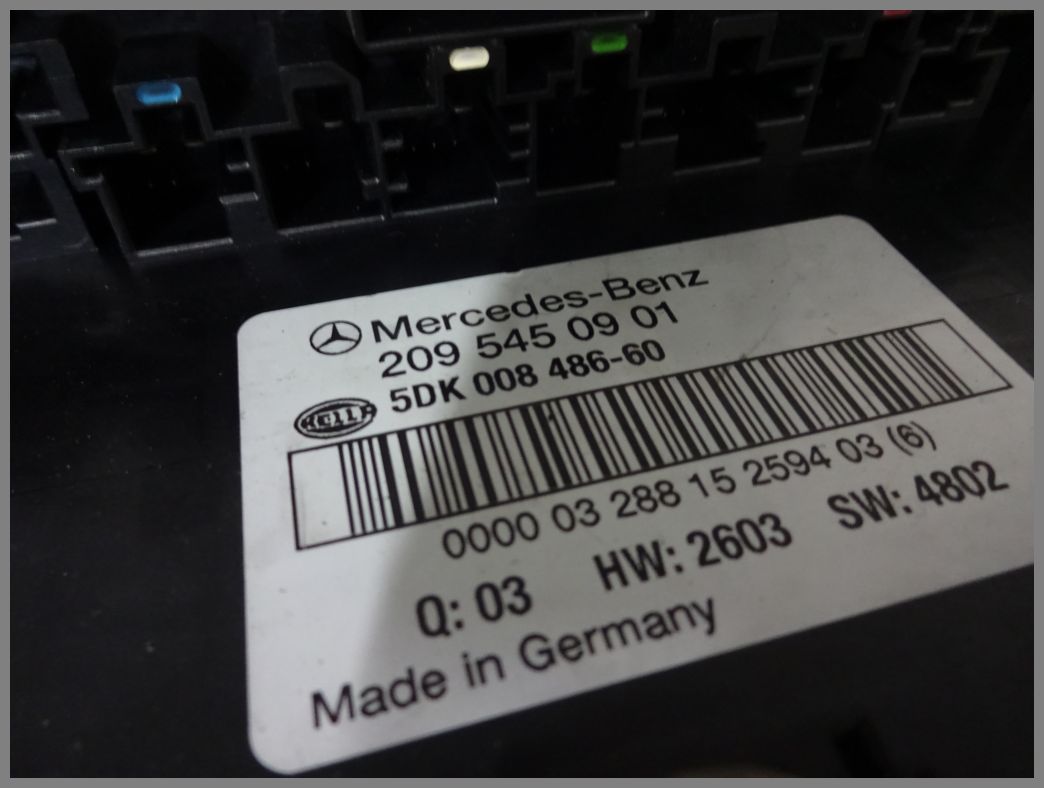 Mercedes-Benz
209 545 09 01
HELLA 5DK 008 486-60
0000 03 288 15 2594 03 (6)
Q: 03 HW: 2603 SW: 4802
Made in Germany